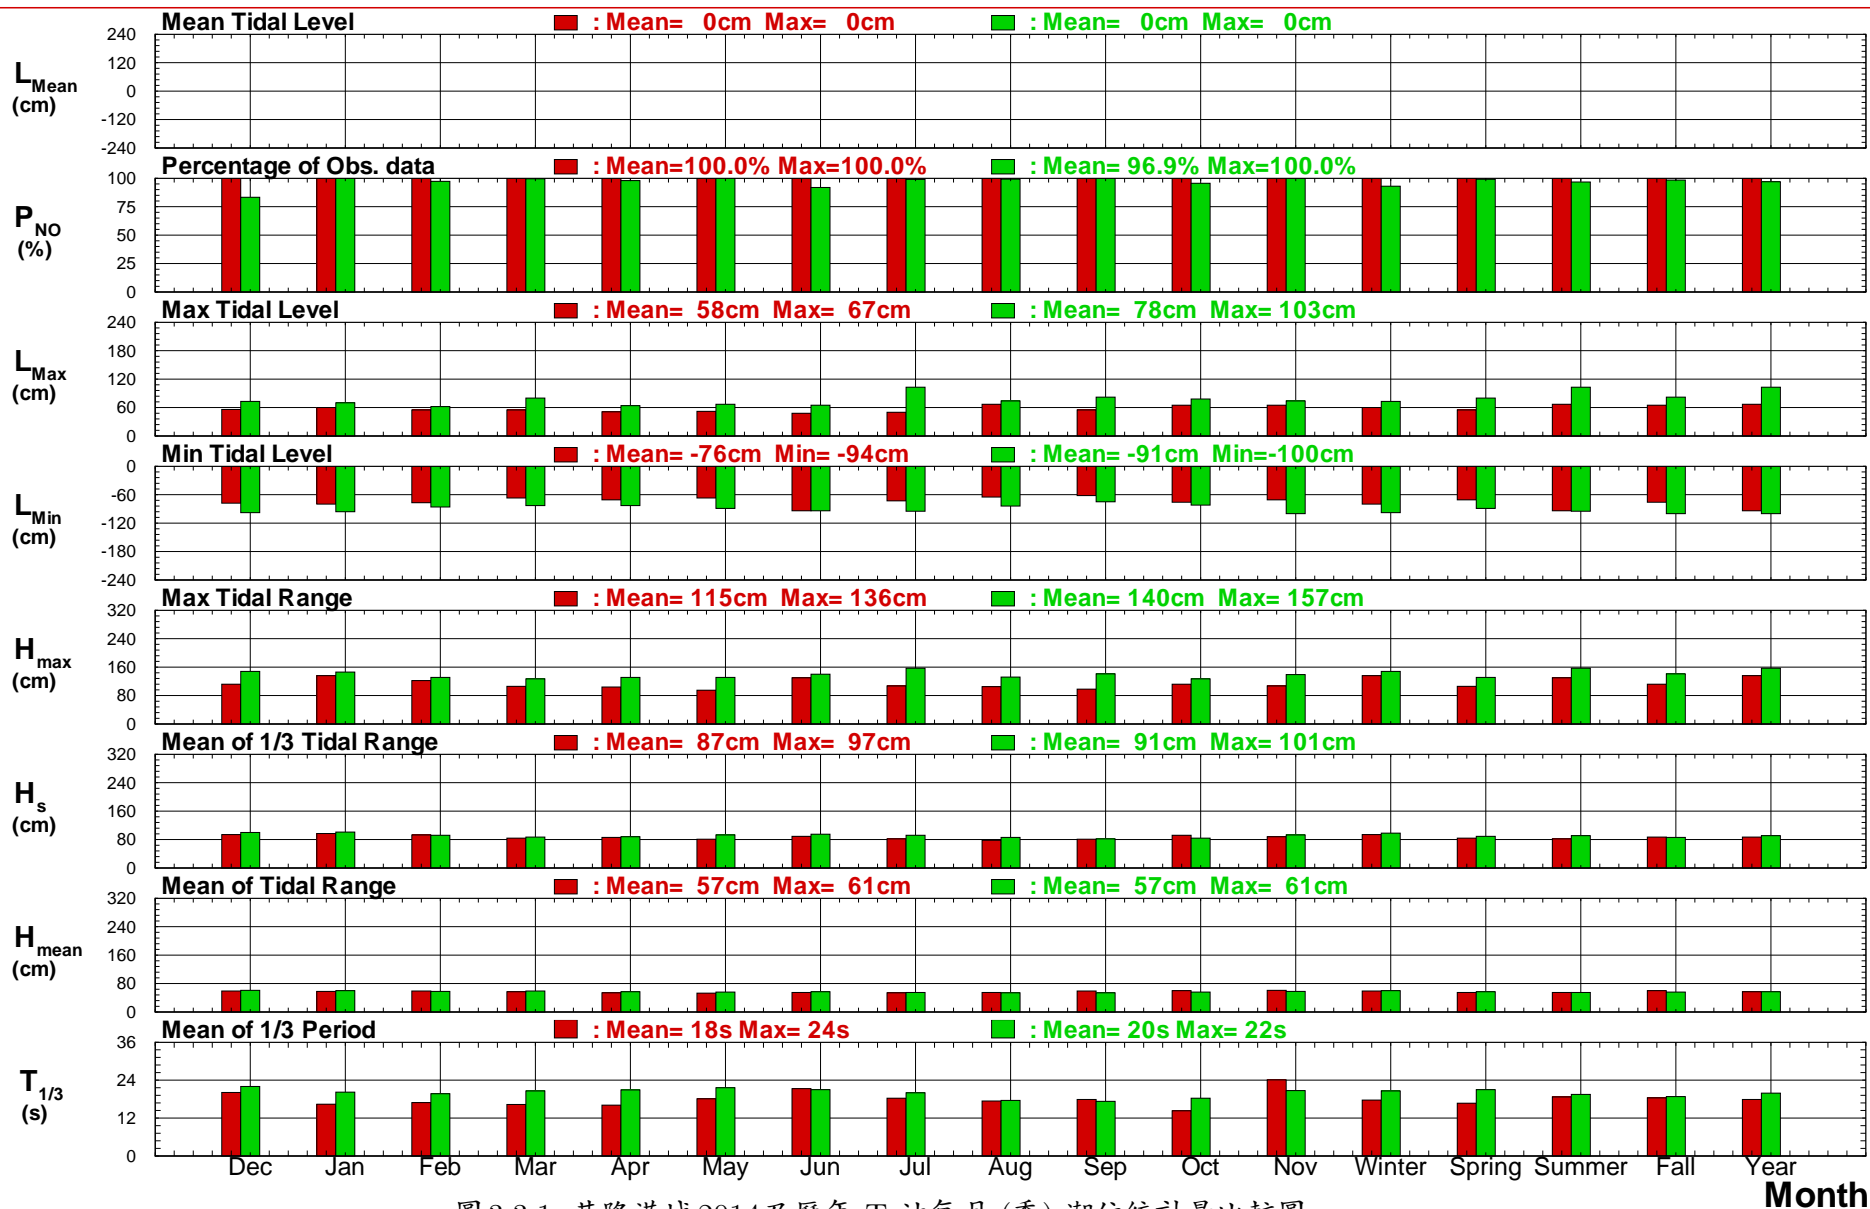 Mean Tidal Level : Mean= 0cm Max= 0cm : Mean= 0cm Max= 0cm
240
120
0
-120
-240
LMean
(cm)
Percentage of Obs. data : Mean=100.0% Max=100.0% : Mean= 96.9% Max=100.0%
100
75
50
25
0
PNO
(%)
Max Tidal Level : Mean= 58cm Max= 67cm : Mean= 78cm Max= 103cm
240
180
120
60
0
LMax
(cm)
Min Tidal Level : Mean= -76cm Min= -94cm : Mean= -91cm Min=-100cm
0
-60
-120
-180
-240
LMin
(cm)
Max Tidal Range : Mean= 115cm Max= 136cm : Mean= 140cm Max= 157cm
320
240
160
80
0
Hmax
(cm)
Mean of 1/3 Tidal Range : Mean= 87cm Max= 97cm : Mean= 91cm Max= 101cm
320
240
160
80
0
Hs
(cm)
Mean of Tidal Range : Mean= 57cm Max= 61cm : Mean= 57cm Max= 61cm
320
240
160
80
0
Hmean
(cm)
Mean of 1/3 Period : Mean= 18s Max= 24s : Mean= 20s Max= 22s
36
24
12
0
T1/3
(s)
Dec Jan Feb Mar Apr May Jun Jul Aug Sep Oct Nov Winter Spring Summer Fall Year
Month